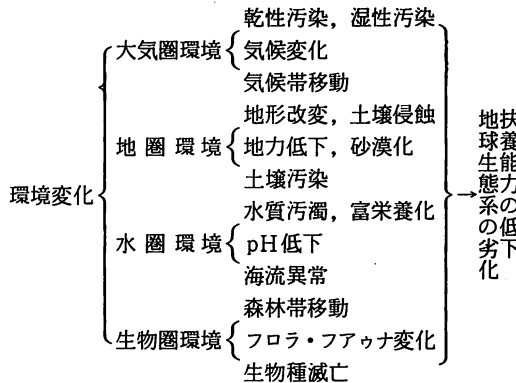 環境変化
大気圏環境
乾性汚染，湿性汚染
気候変化
気候帯移動
地圏環境
地形改変，土壌侵蝕
地力低下，砂漠化
土壌汚染
水圏環境
水質汚濁，富栄養化
pH低下
海流異常
生物圏環境
森林帯移動
フロラ・フアゥナ変化
生物種滅亡
→
扶養能力の低下
地球生態系の劣化